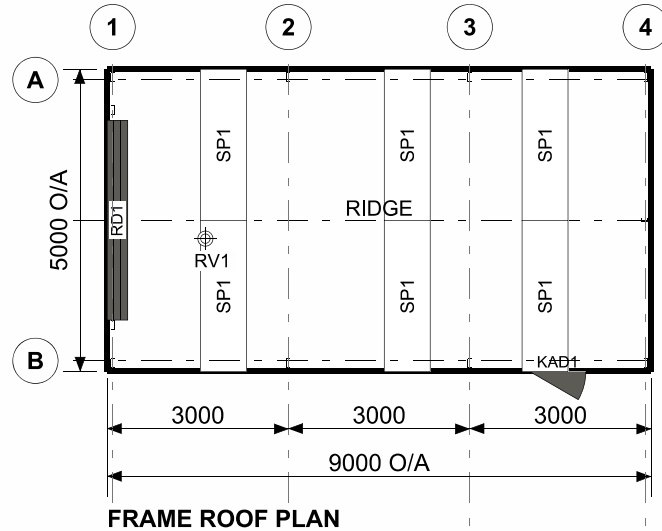 1 2 3 4
A
SP1 SP1 SP1
5000 O/A
RD1
RIDGE
RV1
SP1 SP1 SP1
B
KAD1
3000 3000 3000
9000 O/A
FRAME ROOF PLAN